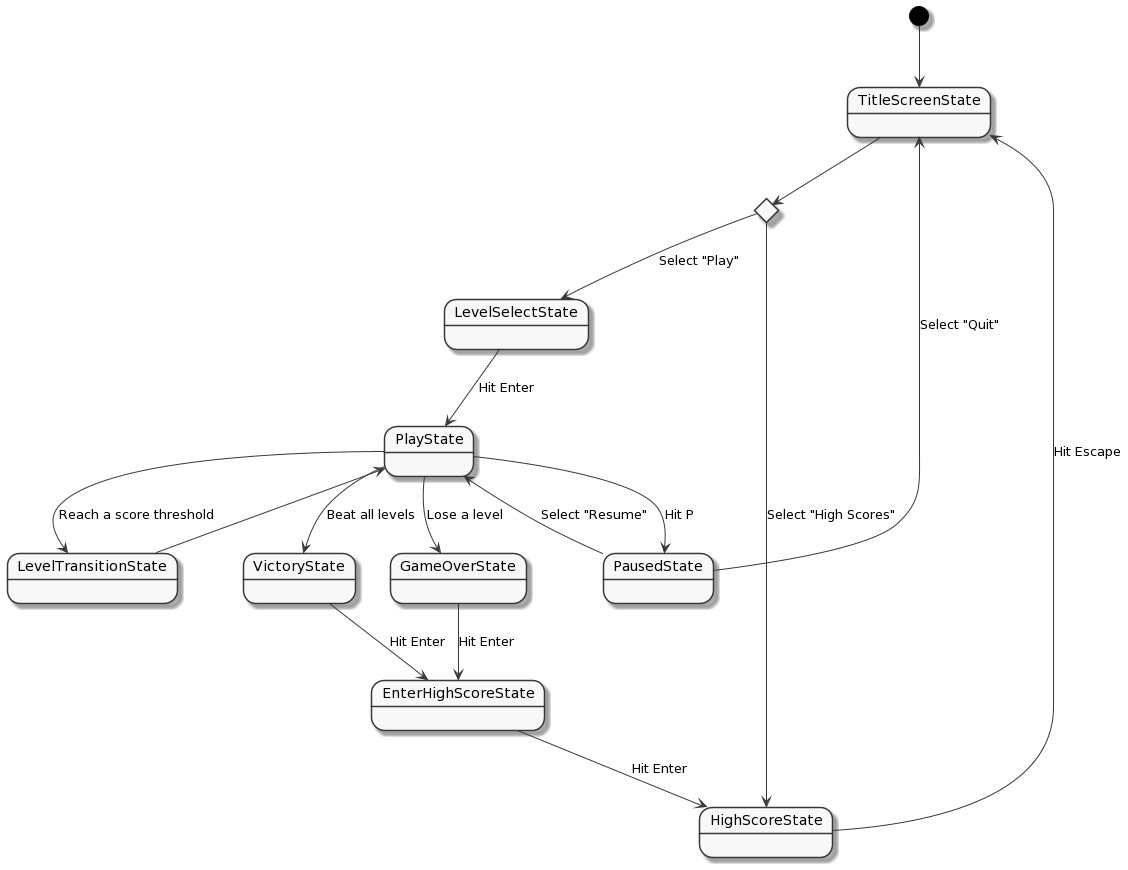 TitleScreenState
Select "Play"
LevelSelectState
Select "Quit"
Hit Enter
PlayState
Hit Escape
Reach a score threshold
Beat all levels
Lose a level
Select "Resume"
Hit P
Select "High Scores"
LevelTransitionState
VictoryState
GameOverState
PausedState
Hit Enter
Hit Enter
EnterHighScoreState
Hit Enter
HighScoreState